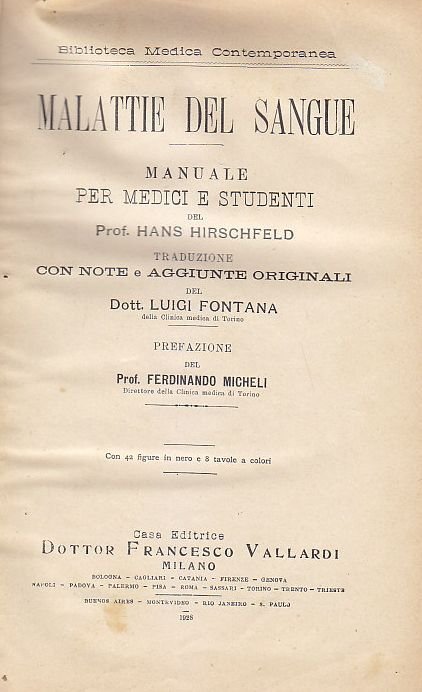 Biblioteca Medica Contemporanea
MALATTIE DEL SANGUE
MANUALE
PER MEDICI E STUDENTI
DEL
Prof. HANS HIRSCHFELD
TRADUZIONE
CON NOTE e AGGIUNTE ORIGINALI
DEL
Dott. LUIGI FONTANA
della Clinica medica di Torino
PREFAZIONE
DEL
Prof. FERDINANDO MICHELI
Direttore della Clinica medica di Torino
Con 42 figure in nero e 8 tavole a colori
Casa Editrice
DOTTOR FRANCESCO VALLARDI
MILANO
BOLOGNA - CAGLIARI - CATANIA - FIRENZE - GENOVA
NAPOLI - PADOVA - PALERMO - PISA - ROMA - SASSARI - TORINO - TRENTO - TRIESTE
BUENOS AIRES - MONTEVIDEO - RIO JANEIRO - S. PAULO
1928